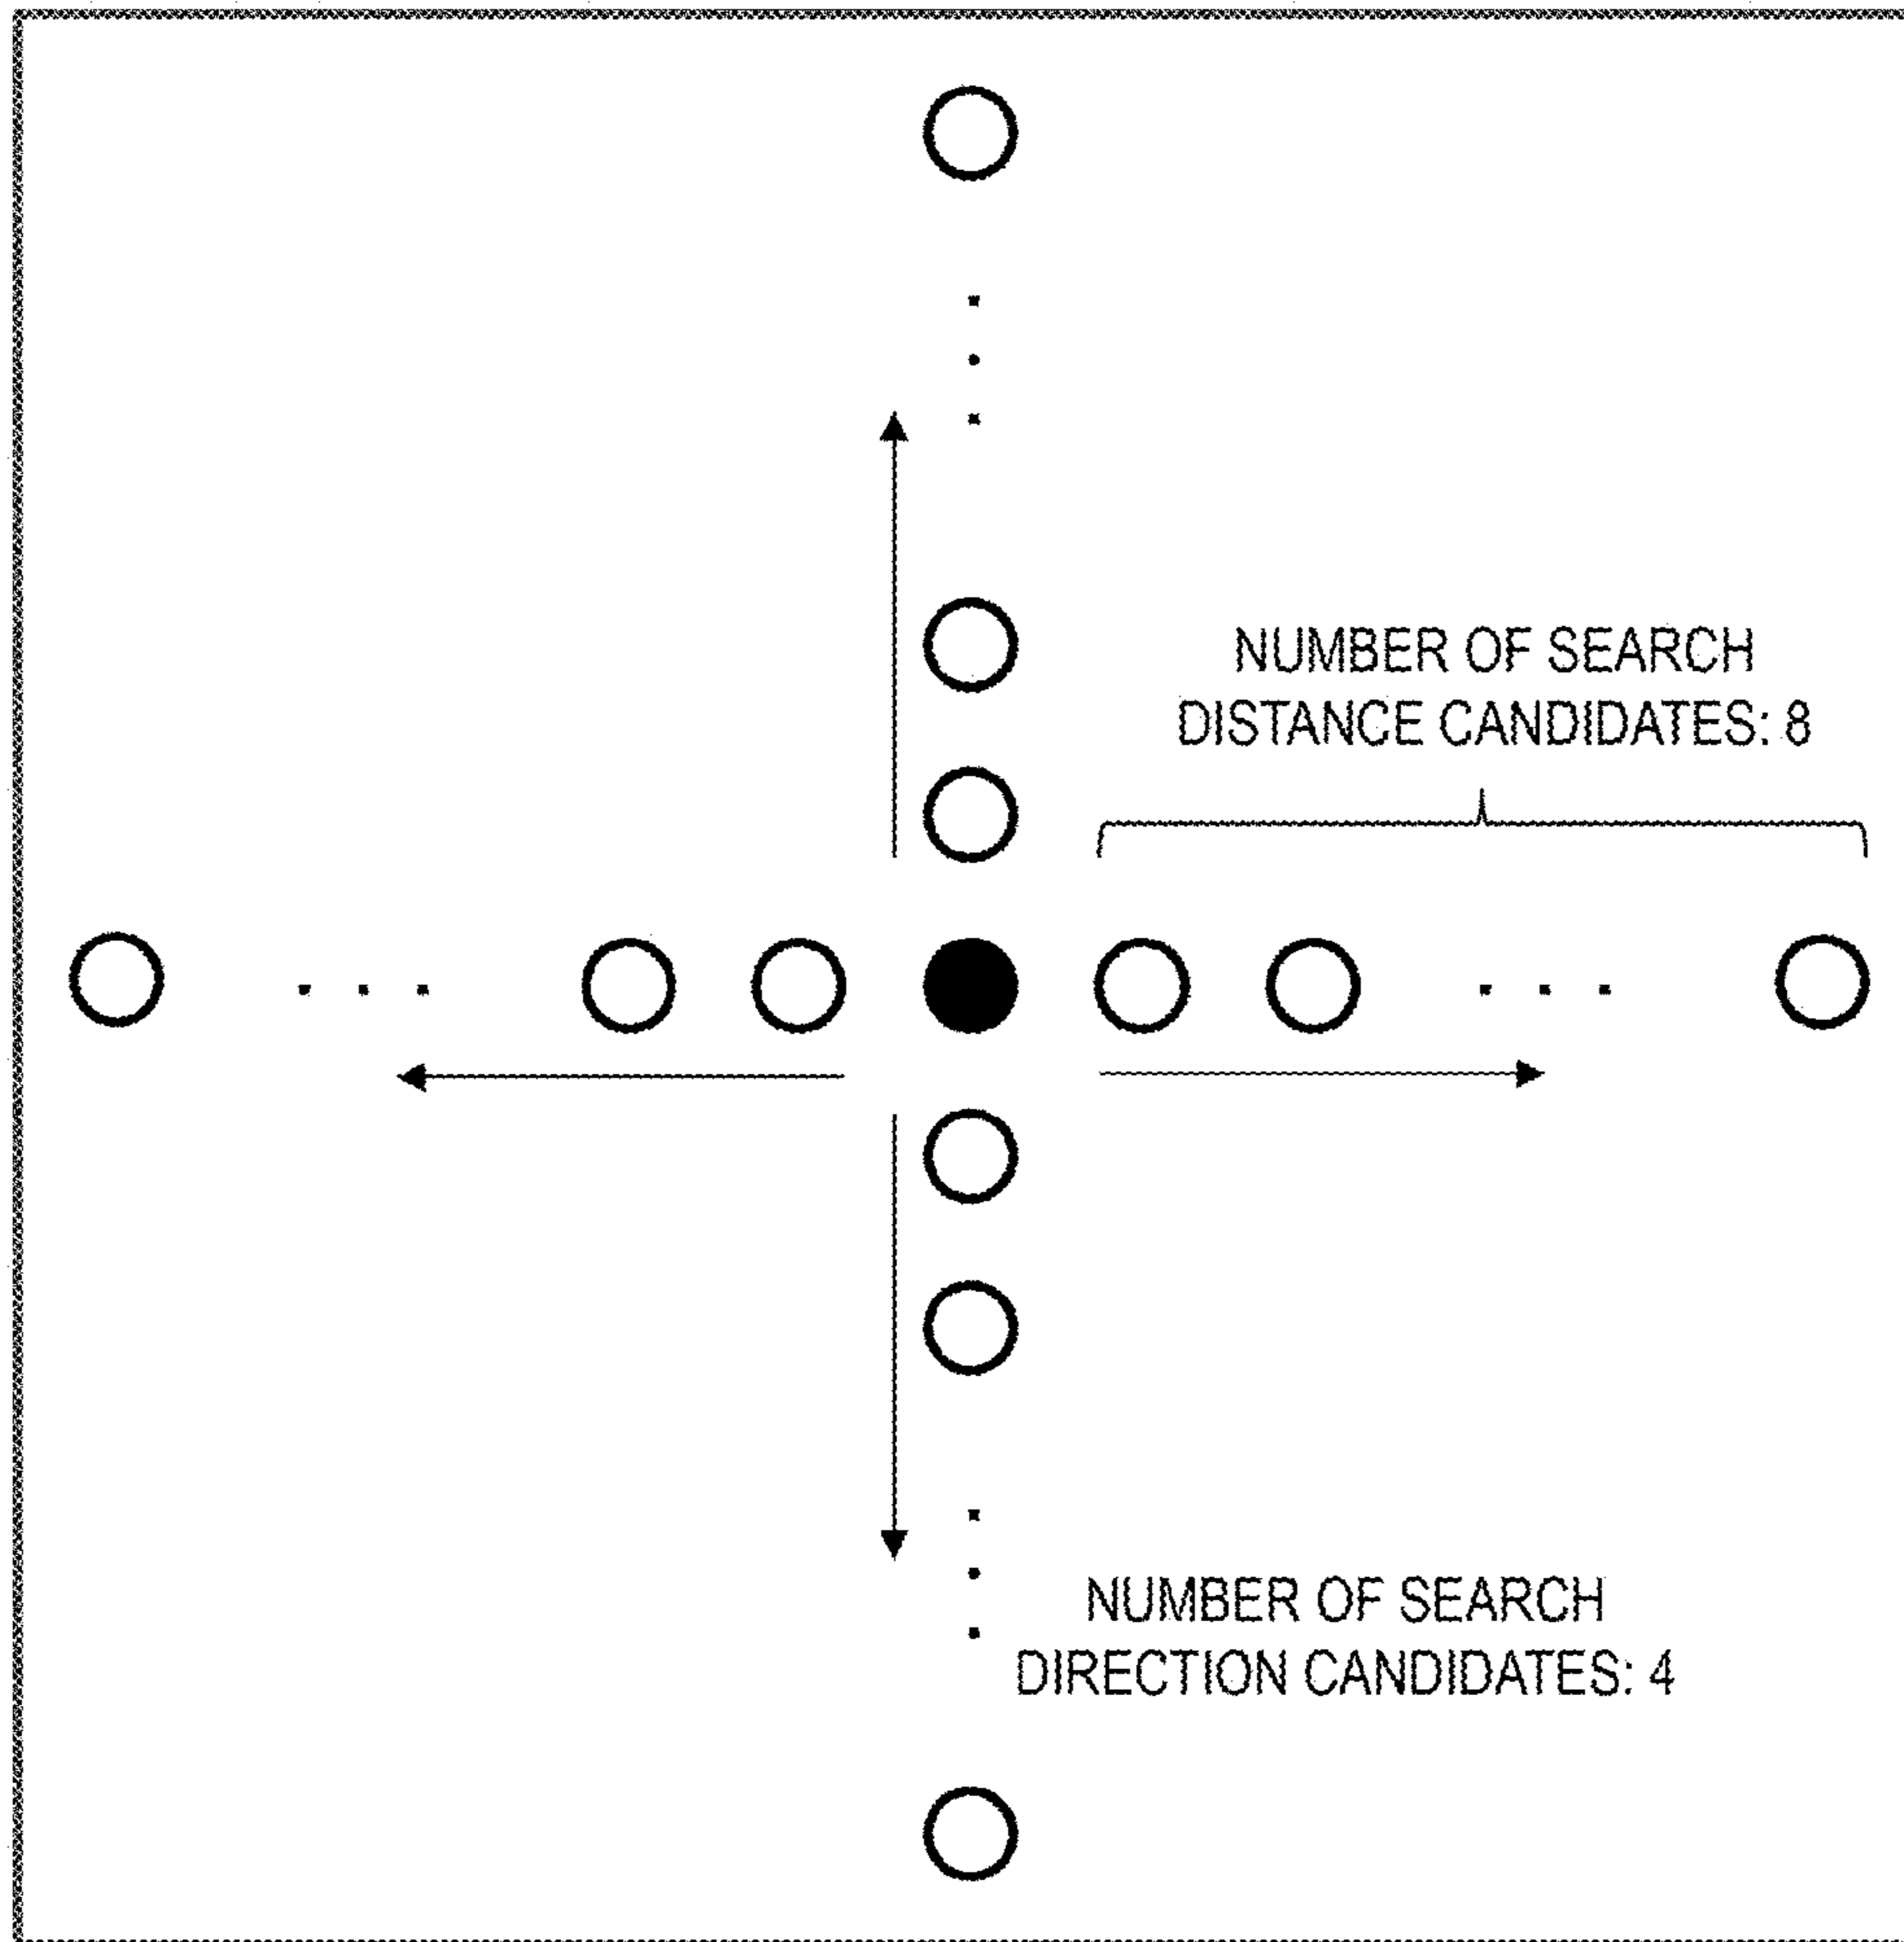 NUMBER OF SEARCH
DISTANCE CANDIDATES: 8
NUMBER OF SEARCH
DIRECTION CANDIDATES: 4